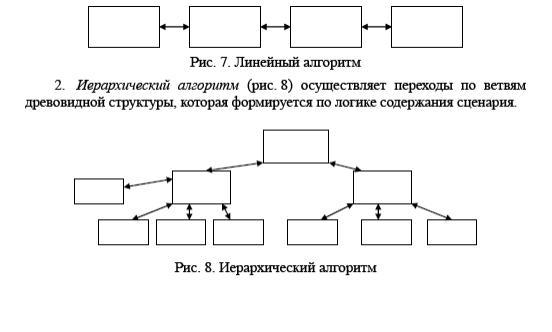 Рис. 7. Линейный алгоритм
2. Иерархический алгоритм (рис. 8) осуществляет переходы по ветвям
древовидной структуры, которая формируется по логике содержания сценария.
Рис. 8. Иерархический алгоритм